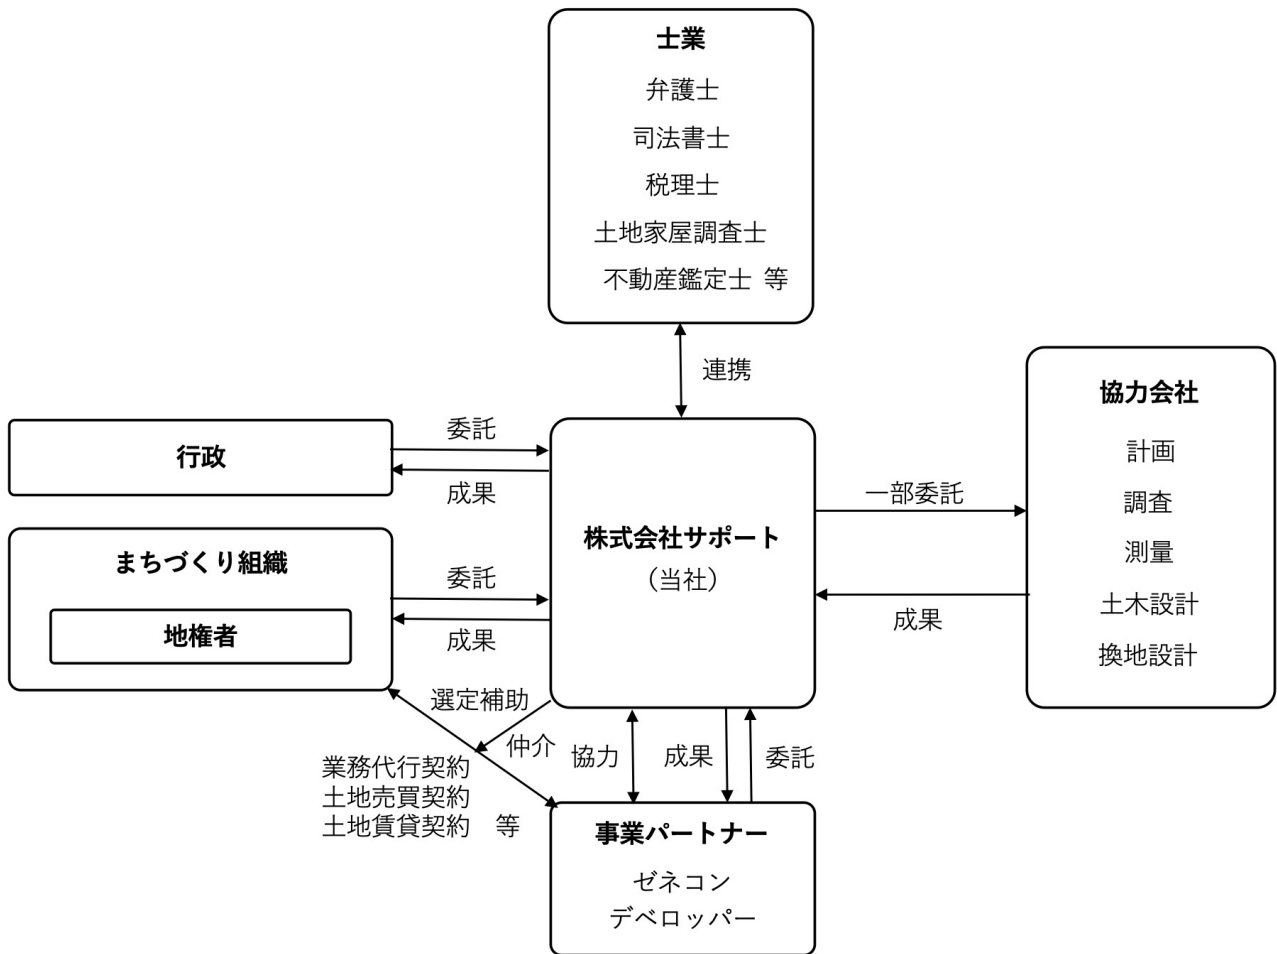 士業
弁護士
司法書士
税理士
土地家屋調査士
不動産鑑定士 等
連携
行政
委託
成果
まちづくり組織
地権者
委託
成果
株式会社サポート
（当社）
一部委託
成果
協力会社
計画
調査
測量
土木設計
換地設計
選定補助
仲介
業務代行契約
土地売買契約
土地賃貸契約　等
協力
成果
委託
事業パートナー
ゼネコン
デベロッパー